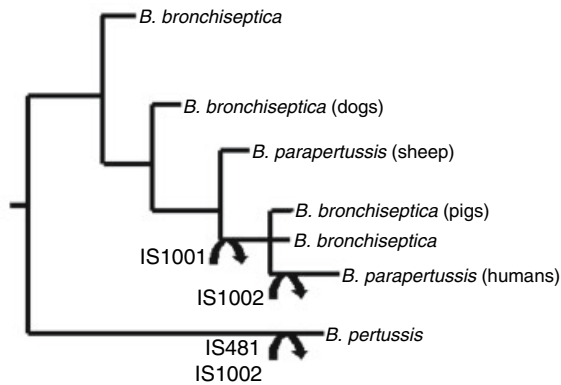 B. bronchiseptica
B. bronchiseptica (dogs)
B. parapertussis (sheep)
B. bronchiseptica (pigs)
B. bronchiseptica
IS1001
B. parapertussis (humans)
IS1002
B. pertussis
IS481
IS1002